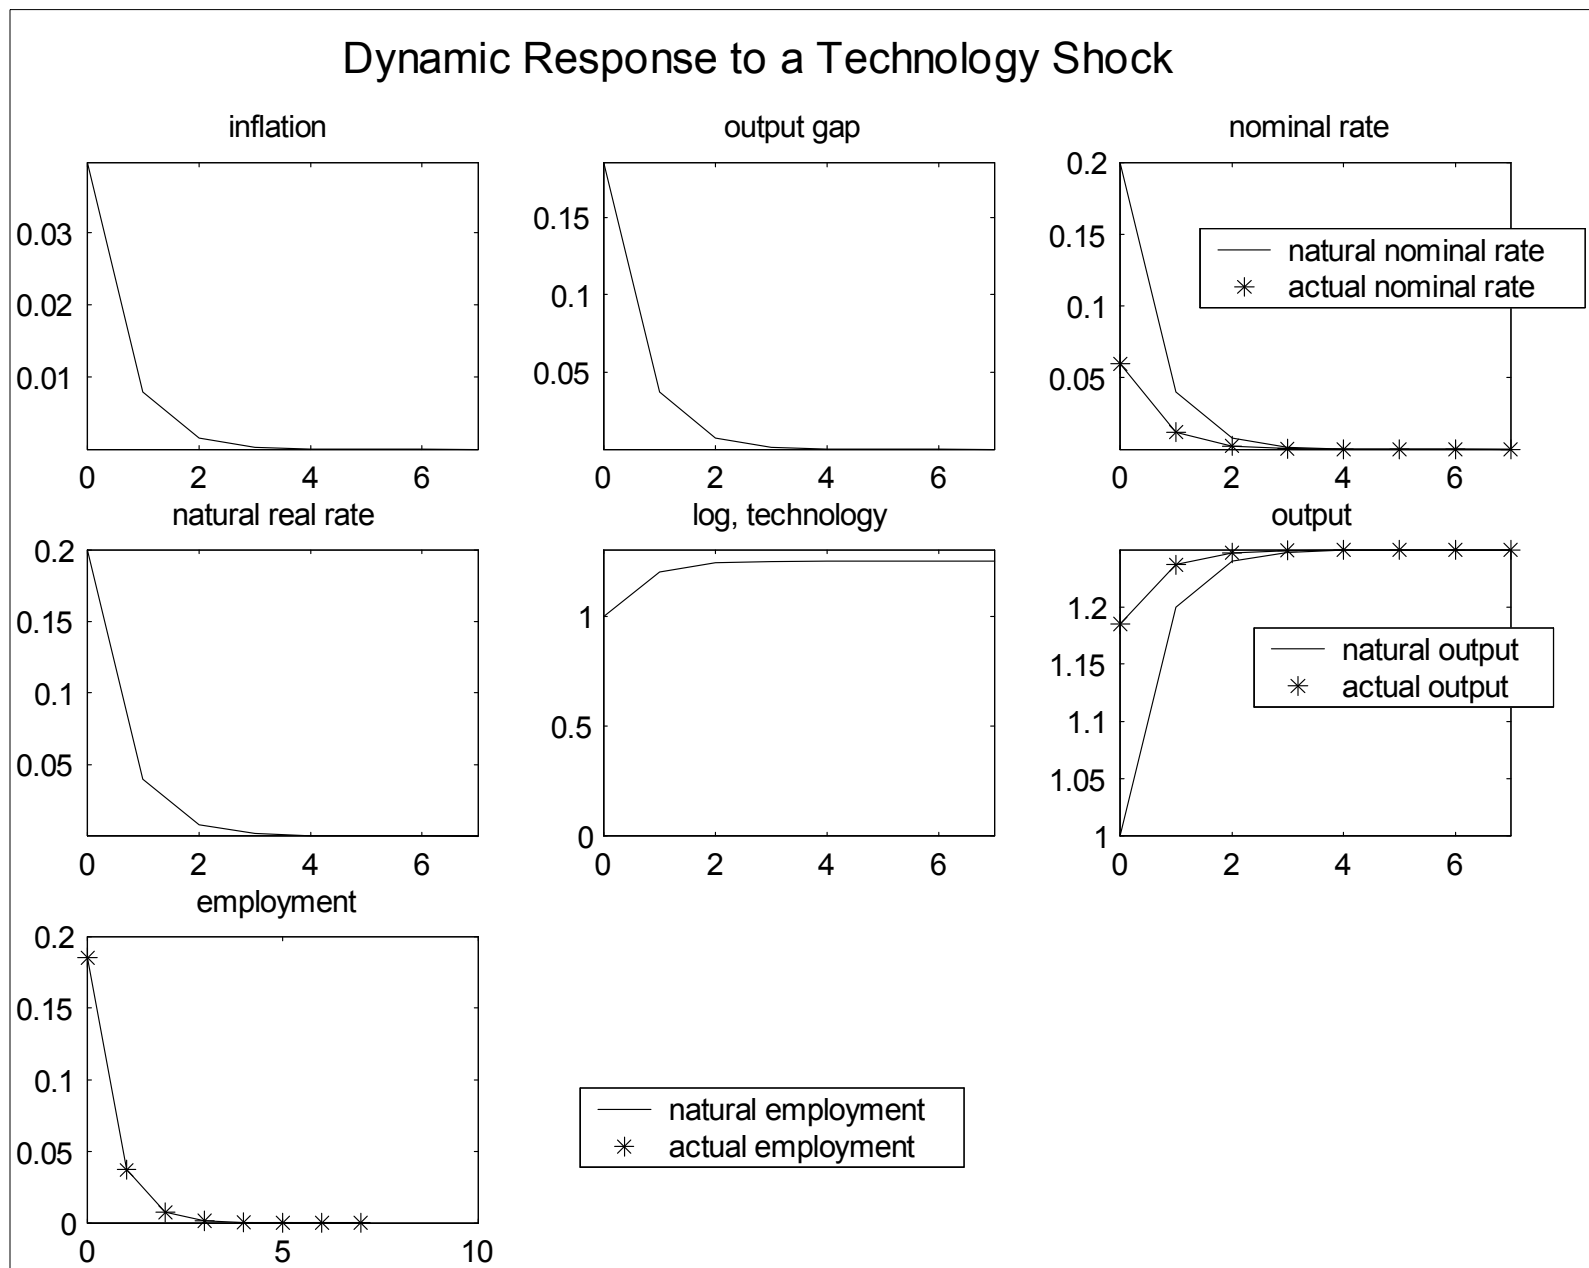 Dynamic Response to a Technology Shock
inflation
0.03
0.02
0.01
0 2 4 6
output gap
0.15
0.1
0.05
0 2 4 6
nominal rate
0.2
0.15
0.1
0.05
0 2 4 6
natural nominal rate
actual nominal rate
natural real rate
0.2
0.15
0.1
0.05
0 2 4 6
log, technology
1
0.5
0
0 2 4 6
output
1.2
1.15
1.1
1.05
1
0 2 4 6
natural output
actual output
employment
0.2
0.15
0.1
0.05
0
0 5 10
natural employment
actual employment